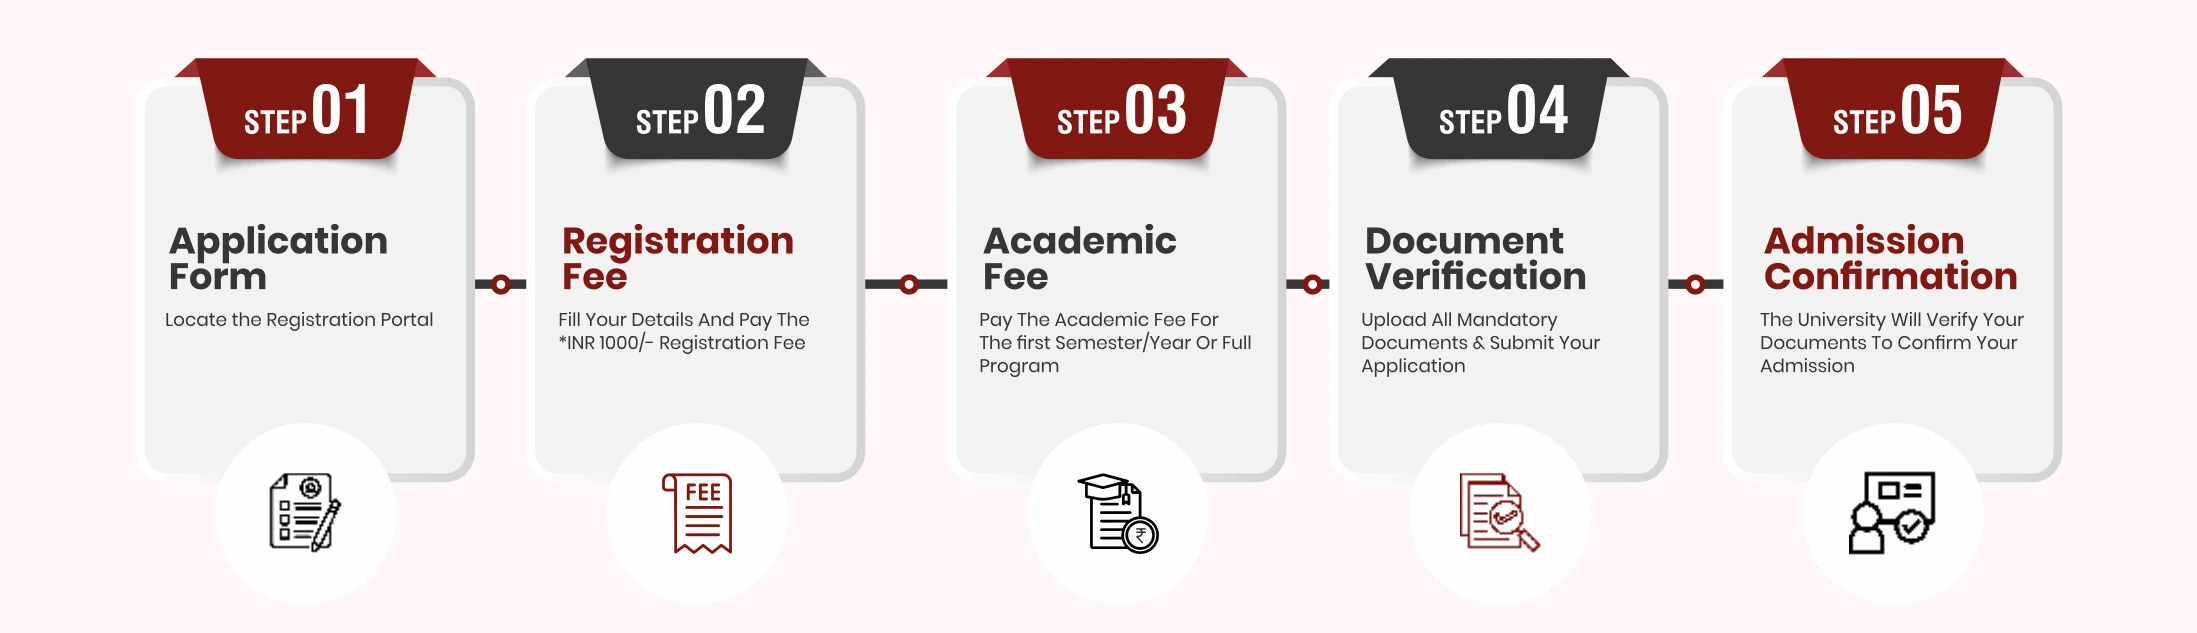 STEP 01
Application
Form
Locate the Registration Portal
STEP 02
Registration
Fee
Fill Your Details And Pay The
*INR 1000/- Registration Fee
FEE
STEP 03
Academic
Fee
Pay The Academic Fee For
The first Semester/Year Or Full
Program
₹
STEP 04
Document
Verification
Upload All Mandatory
Documents & Submit Your
Application
STEP 05
Admission
Confirmation
The University Will Verify Your
Documents To Confirm Your
Admission